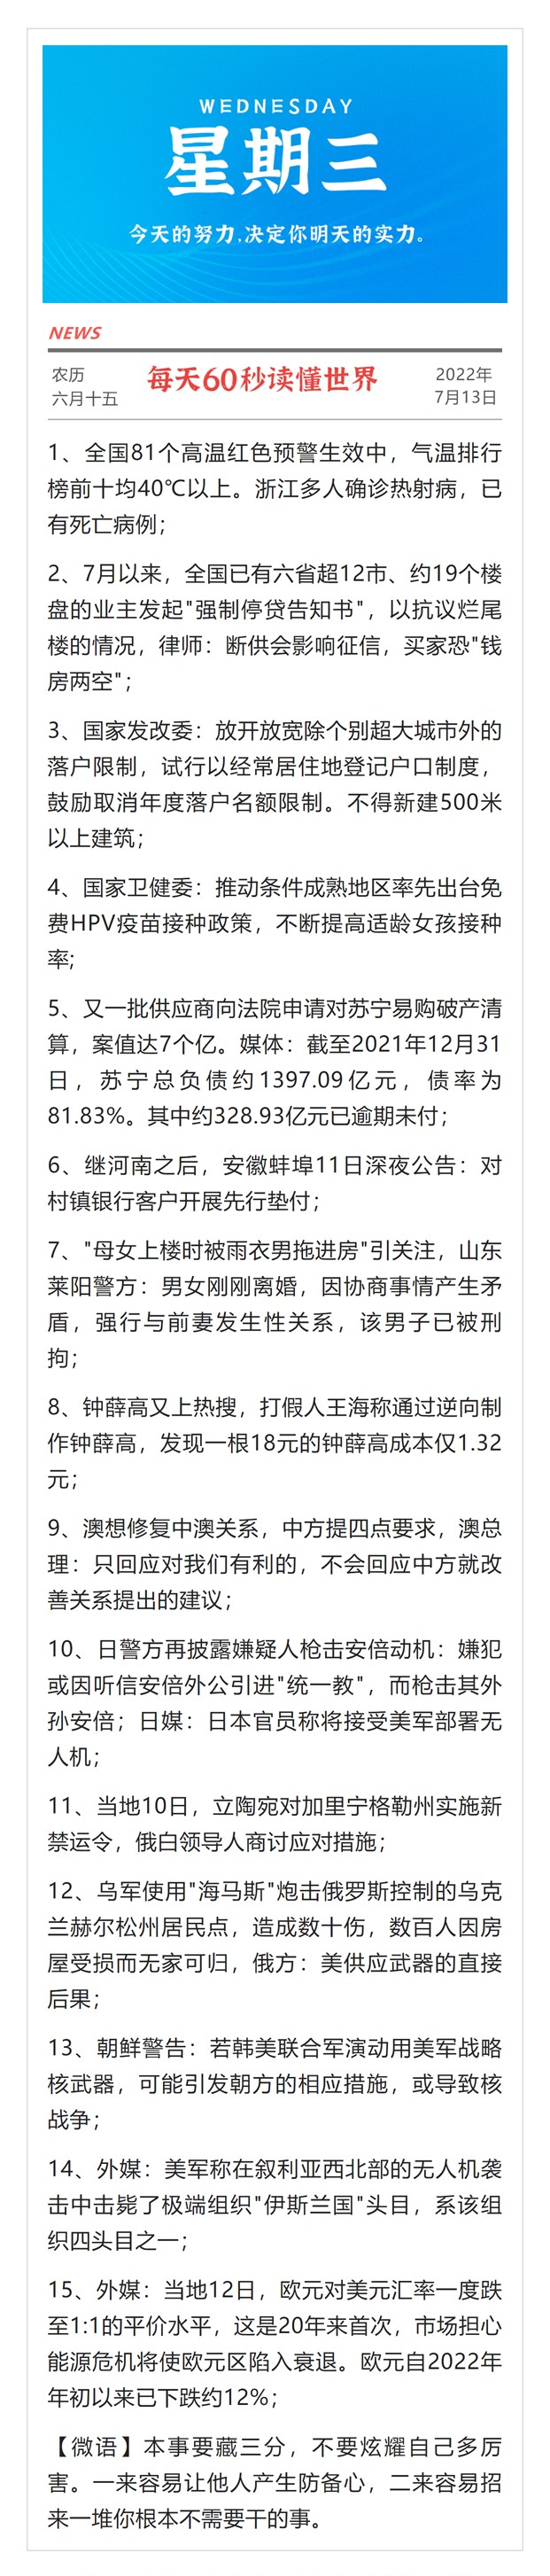 WEDNESDAY
星期三
今天的努力,决定你明天的实力。
NEWS
农历
六月十五
每天60秒读懂世界
2022年
7月13日
1、全国81个高温红色预警生效中，气温排行
榜前十均40℃以上。浙江多人确诊热射病，已
有死亡病例；
2、7月以来，全国已有六省超12市、约19个楼
盘的业主发起"强制停贷告知书"，以抗议烂尾
楼的情况，律师：断供会影响征信，买家恐"钱
房两空"；
3、国家发改委：放开放宽除个别超大城市外的
落户限制，试行以经常居住地登记户口制度，
鼓励取消年度落户名额限制。不得新建500米
以上建筑；
4、国家卫健委：推动条件成熟地区率先出台免
费HPV疫苗接种政策，不断提高适龄女孩接种
率;
5、又一批供应商向法院申请对苏宁易购破产清
算，案值达7个亿。媒体：截至2021年12月31
日，苏宁总负债约1397.09亿元，债率为
81.83%。其中约328.93亿元已逾期未付；
6、继河南之后，安徽蚌埠11日深夜公告：对
村镇银行客户开展先行垫付；
7、"母女上楼时被雨衣男拖进房"引关注，山东
莱阳警方：男女刚刚离婚，因协商事情产生矛
盾，强行与前妻发生性关系，该男子已被刑
拘；
8、钟薛高又上热搜，打假人王海称通过逆向制
作钟薛高，发现一根18元的钟薛高成本仅1.32
元；
9、澳想修复中澳关系，中方提四点要求，澳总
理：只回应对我们有利的，不会回应中方就改
善关系提出的建议；
10、日警方再披露嫌疑人枪击安倍动机：嫌犯
或因听信安倍外公引进"统一教"，而枪击其外
孙安倍；日媒：日本官员称将接受美军部署无
人机；
11、当地10日，立陶宛对加里宁格勒州实施新
禁运令，俄白领导人商讨应对措施；
12、乌军使用"海马斯"炮击俄罗斯控制的乌克
兰赫尔松州居民点，造成数十伤，数百人因房
屋受损而无家可归，俄方：美供应武器的直接
后果；
13、朝鲜警告：若韩美联合军演动用美军战略
核武器，可能引发朝方的相应措施，或导致核
战争；
14、外媒：美军称在叙利亚西北部的无人机袭
击中击毙了极端组织"伊斯兰国"头目，系该组
织四头目之一；
15、外媒：当地12日，欧元对美元汇率一度跌
至1:1的平价水平，这是20年来首次，市场担心
能源危机将使欧元区陷入衰退。欧元自2022年
年初以来已下跌约12%；
【微语】本事要藏三分，不要炫耀自己多厉
害。一来容易让他人产生防备心，二来容易招
来一堆你根本不需要干的事。